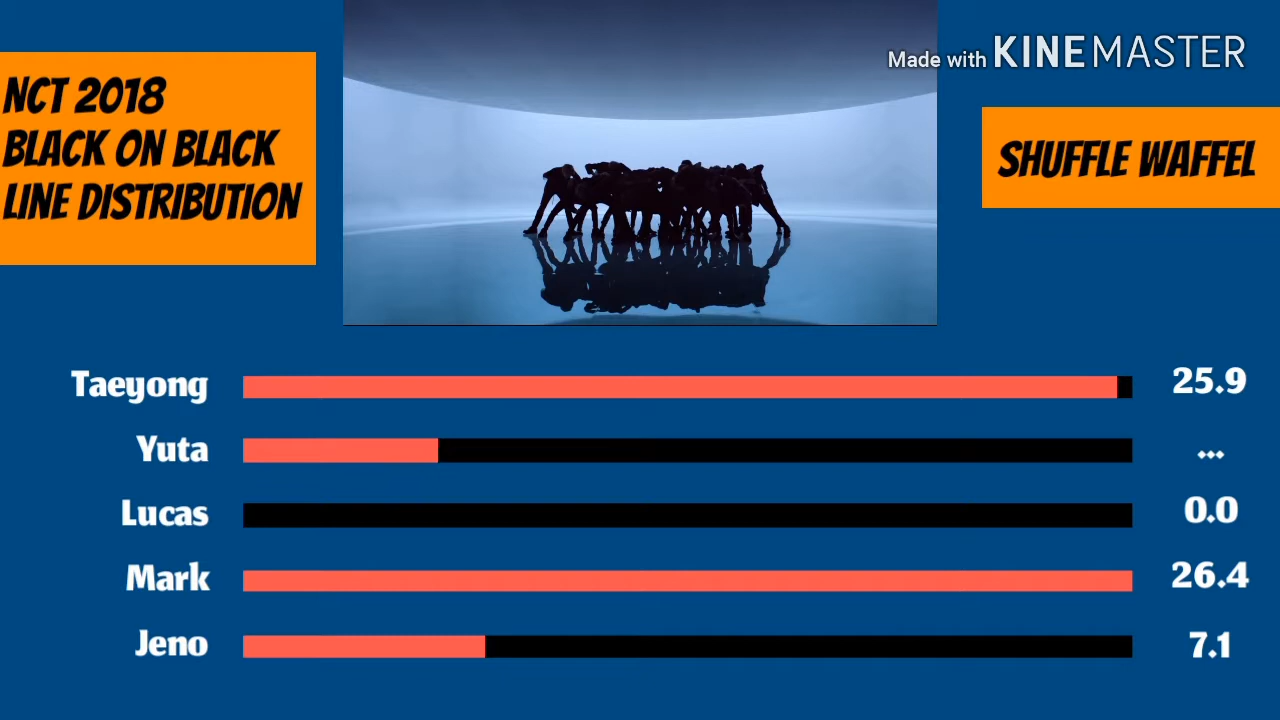 Made with KINEMASTER
NCT 2018
BLACK ON BLACK
LINE DISTRIBUTION
SHUFFLE WAFFEL
Taeyong 25.9
Yuta ...
Lucas 0.0
Mark 26.4
Jeno 7.1